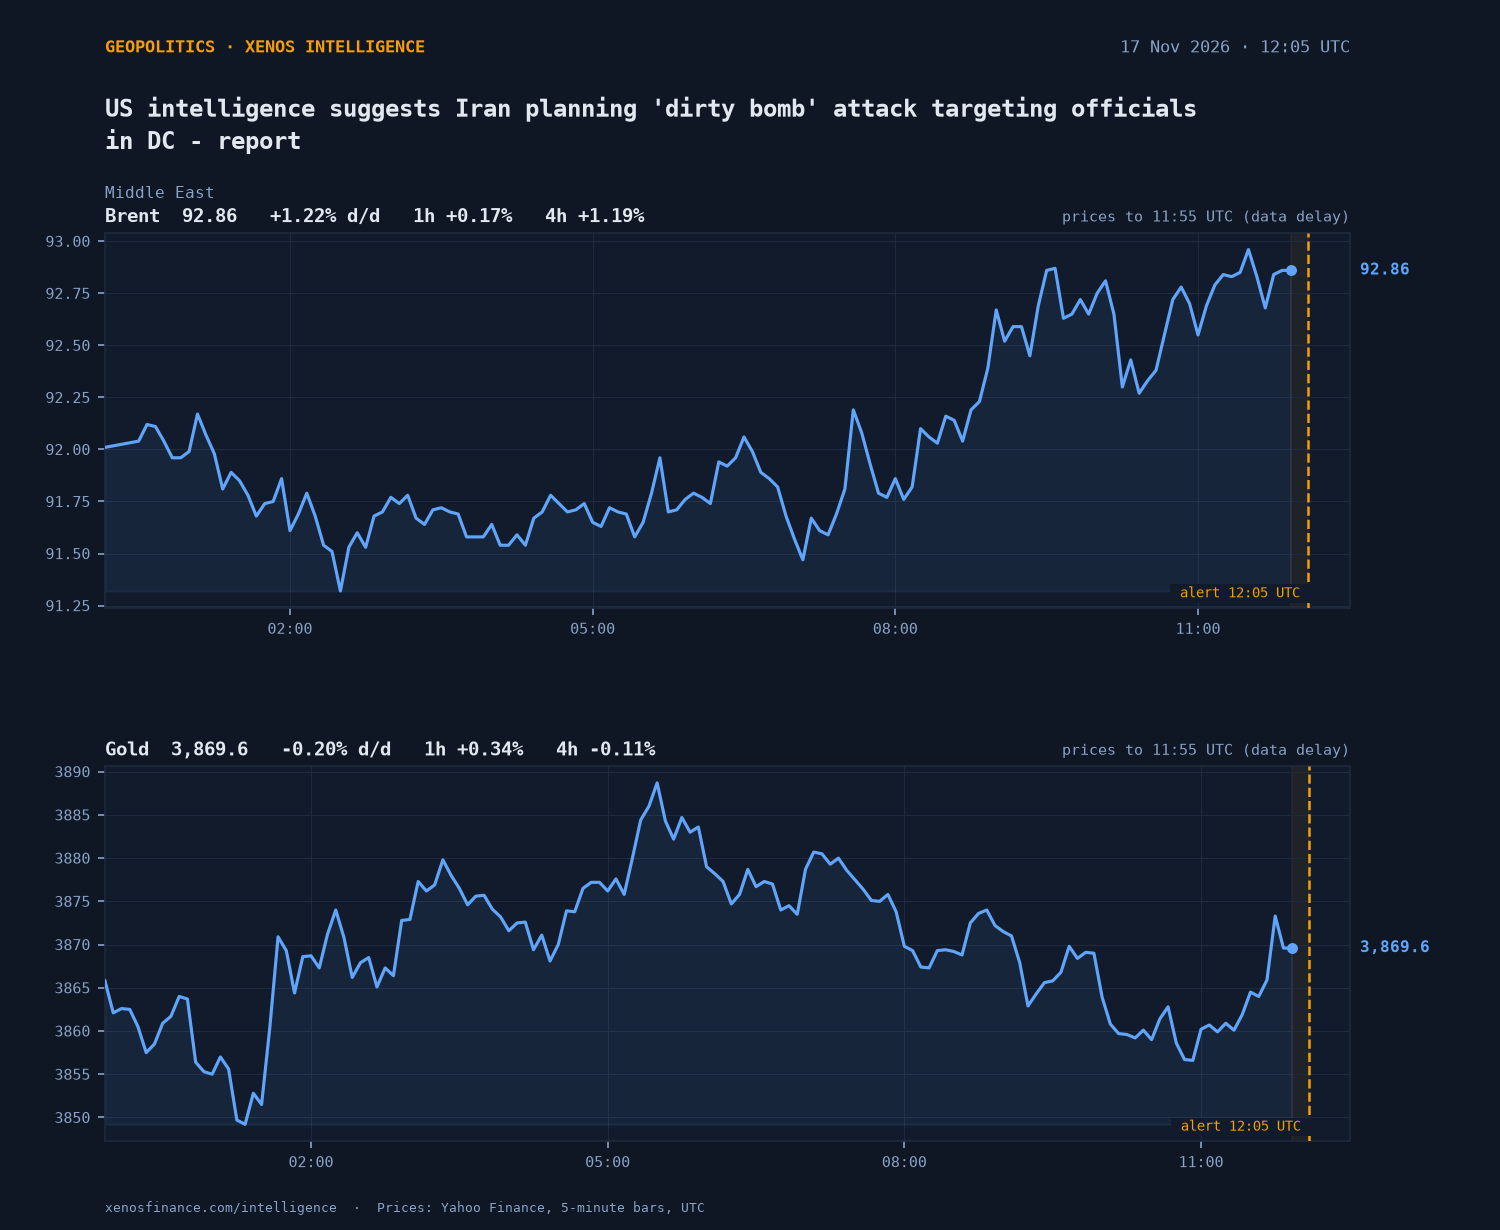 GEOPOLITICS · XENOS INTELLIGENCE
17 Nov 2026 · 12:05 UTC
US intelligence suggests Iran planning 'dirty bomb' attack targeting officials
in DC - report
Middle East
Brent  92.86   +1.22% d/d   1h +0.17%   4h +1.19%
prices to 11:55 UTC (data delay)
93.00
92.86
92.75
92.50
92.25
92.00
91.75
91.50
alert 12:05 UTC
91.25
02:00
05:00
08:00
11:00
Gold  3,869.6   -0.20% d/d   1h +0.34%   4h -0.11%
prices to 11:55 UTC (data delay)
3890
3885
3880
3875
3870
3,869.6
3865
3860
3855
3850
alert 12:05 UTC
02:00
05:00
08:00
11:00
xenosfinance.com/intelligence  ·  Prices: Yahoo Finance, 5-minute bars, UTC